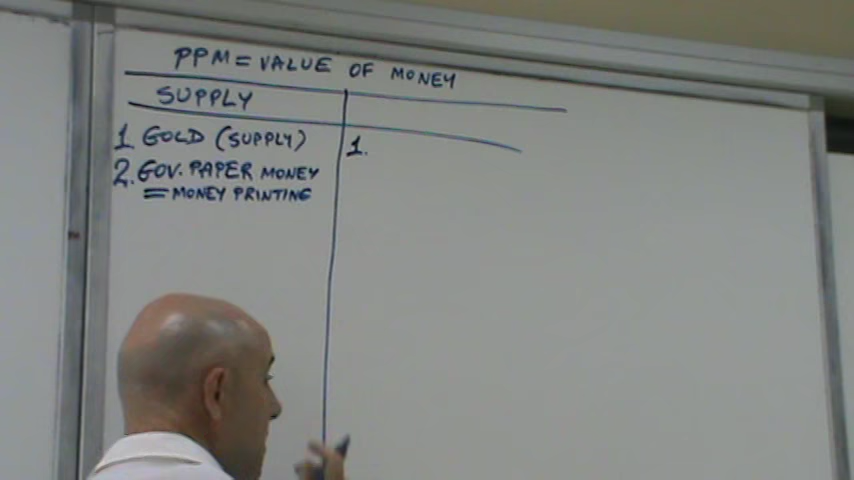 PPM = VALUE OF MONEY
SUPPLY
1. GOLD (SUPPLY)
2. GOV. PAPER MONEY
= MONEY PRINTING
1.